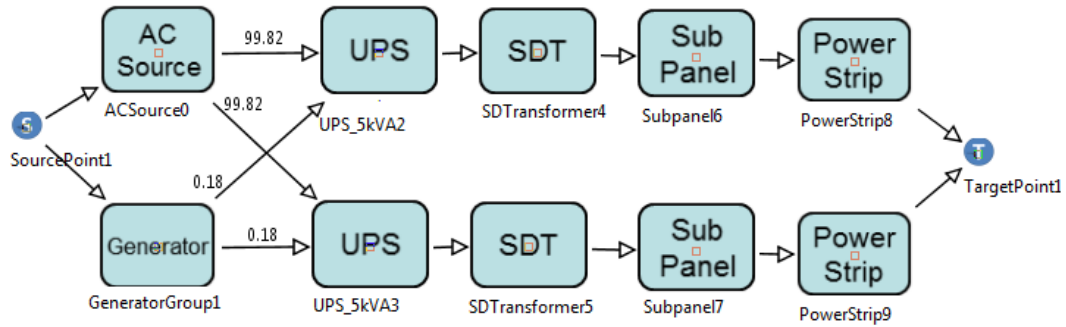 AC
Source
ACSource0
99.82
99.82
UPS
UPS_5kVA2
SDT
SDTransformer4
Sub
Panel
Subpanel6
Power
Strip
PowerStrip8
S
SourcePoint1
T
TargetPoint1
0.18
0.18
Generator
GeneratorGroup1
UPS
UPS_5kVA3
SDT
SDTransformer5
Sub
Panel
Subpanel7
Power
Strip
PowerStrip9